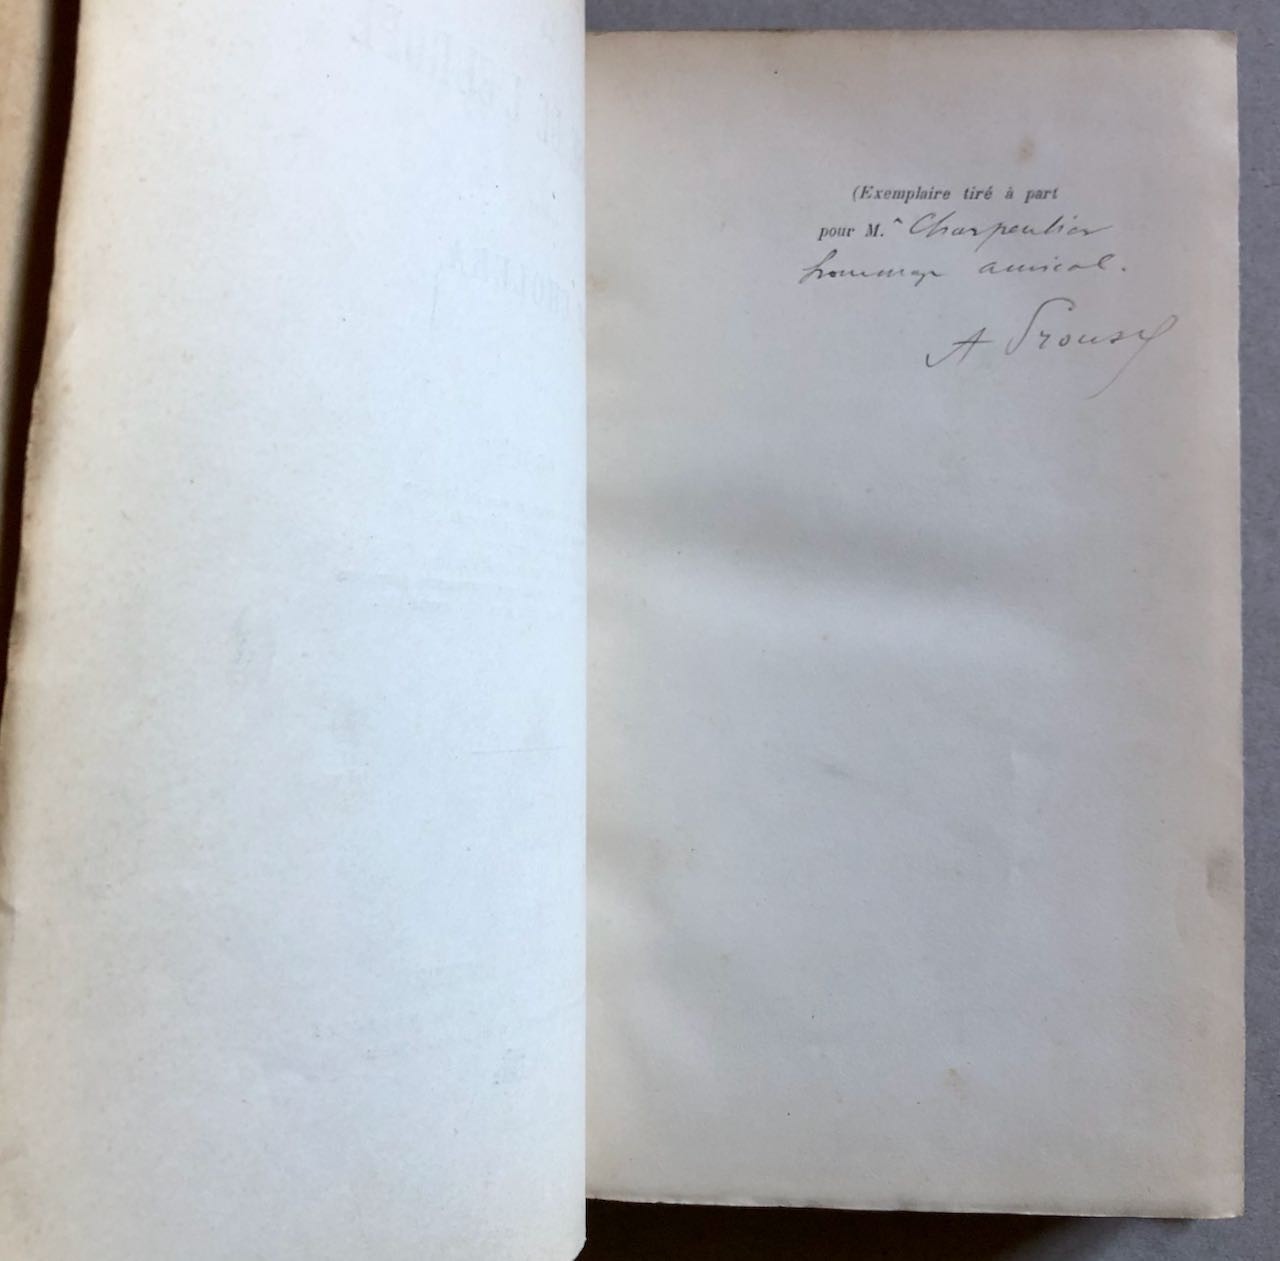 (Exemplaire tiré à part
pour M.r Charpentier
hommage amical.
A Proust